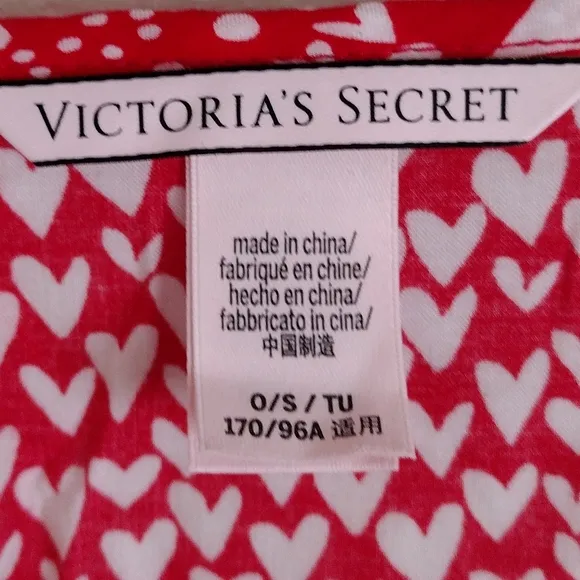 VICTORIA'S SECRET
made in china/
fabriqué en chine/
hecho en china/
fabbricato in cina/
中国制造
O/S / TU
170/96A 适用